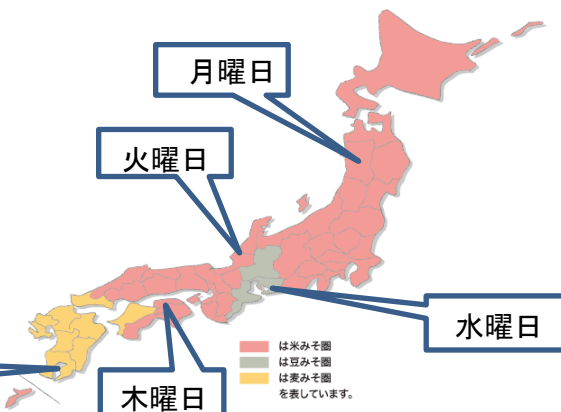 月曜日
火曜日
水曜日
木曜日
は米みそ圏
は豆みそ圏
は麦みそ圏
を表しています。